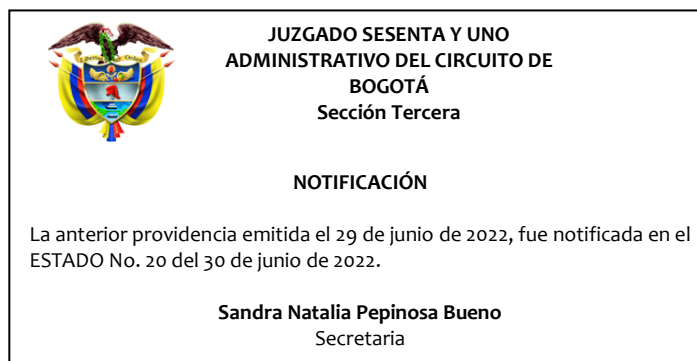 JUZGADO SESENTA Y UNO
ADMINISTRATIVO DEL CIRCUITO DE
BOGOTÁ
Sección Tercera
NOTIFICACIÓN
La anterior providencia emitida el 29 de junio de 2022, fue notificada en el
ESTADO No. 20 del 30 de junio de 2022.
Sandra Natalia Pepinosa Bueno
Secretaria